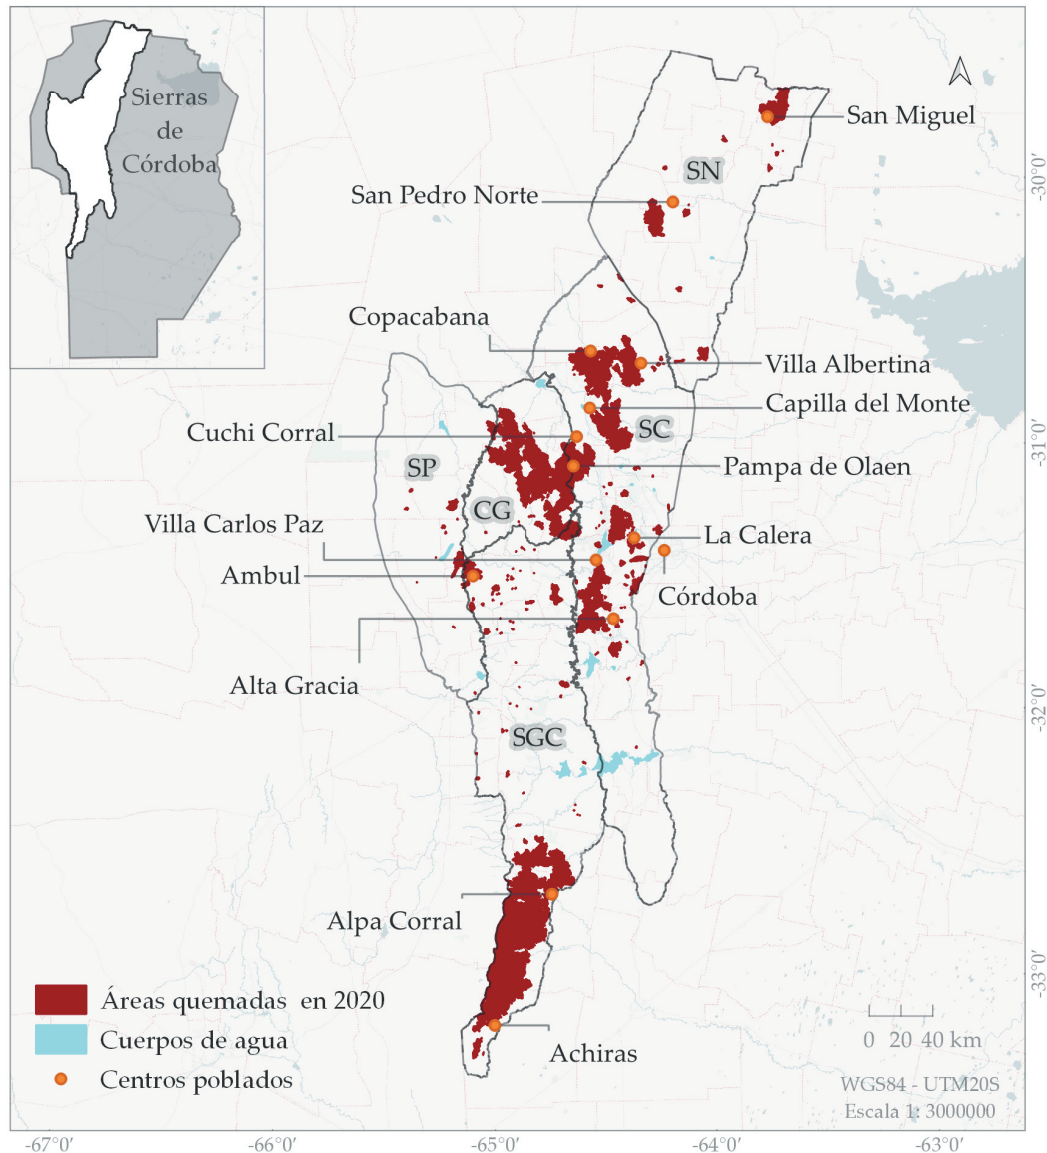 Sierras
de
Córdoba
San Miguel
SN
San Pedro Norte
-30°0'
Copacabana
Villa Albertina
Capilla del Monte
Cuchi Corral
SC
-31°0'
SP
Pampa de Olaen
CG
Villa Carlos Paz
La Calera
Ambul
Córdoba
Alta Gracia
-32°0'
SGC
Alpa Corral
-33°0'
Áreas quemadas en 2020
Cuerpos de agua
Centros poblados
0 20 40 km
Achiras
WGS84 - UTM20S
Escala 1: 3000000
-67°0'
-66°0'
-65°0'
-64°0'
-63°0'